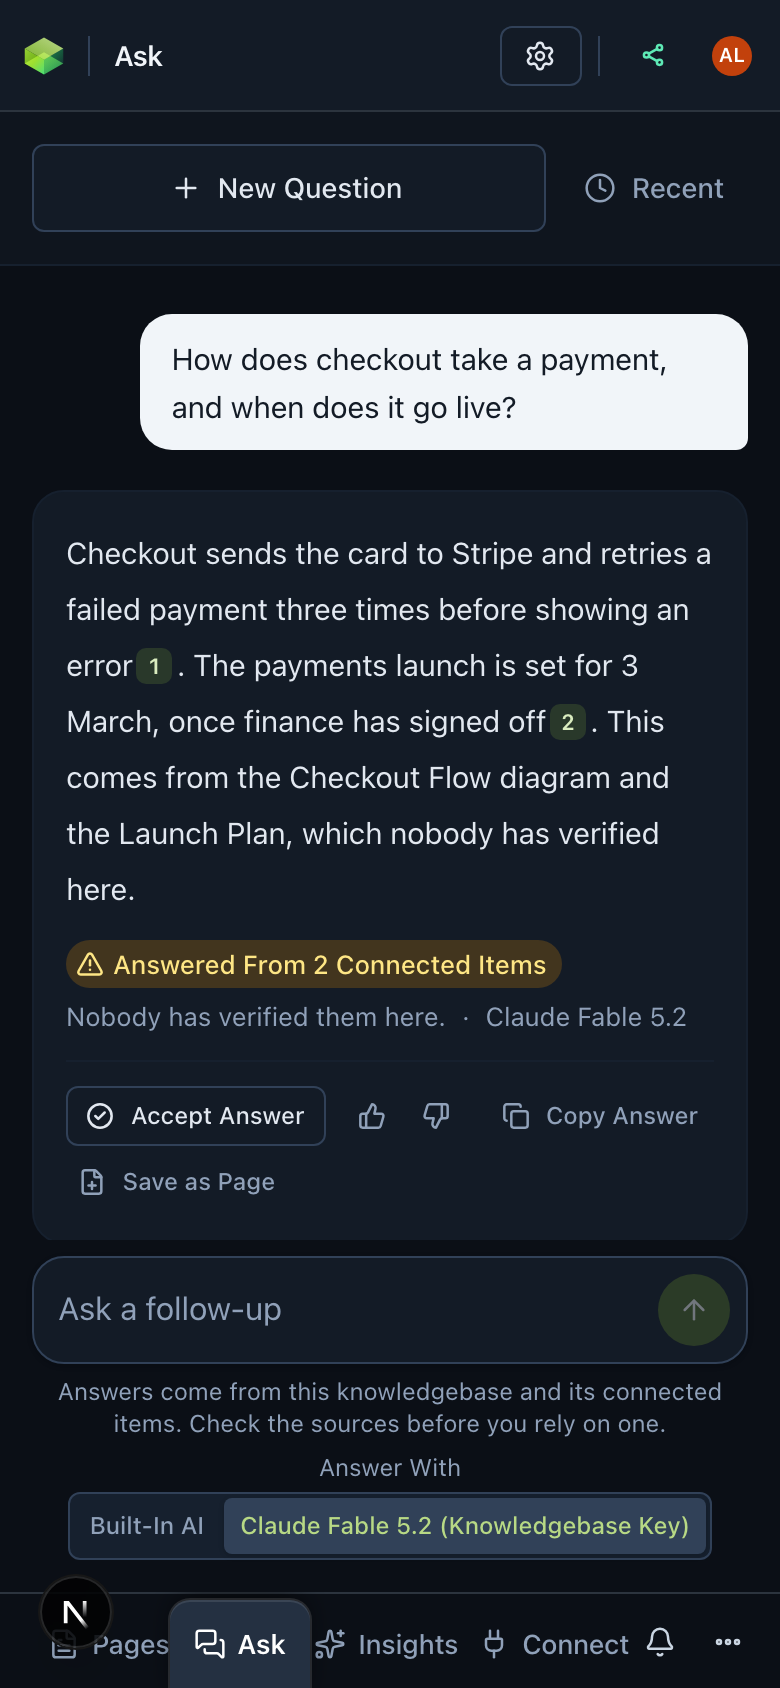 Ask
AL
New Question
Recent
How does checkout take a payment,
and when does it go live?
Checkout sends the card to Stripe and retries a
failed payment three times before showing an
error 1 . The payments launch is set for 3
March, once finance has signed off 2 . This
comes from the Checkout Flow diagram and
the Launch Plan, which nobody has verified
here.
Answered From 2 Connected Items
Nobody has verified them here. · Claude Fable 5.2
Accept Answer
Copy Answer
Save as Page
Ask a follow-up
Answers come from this knowledgebase and its connected
items. Check the sources before you rely on one.
Answer With
Built-In AI
Claude Fable 5.2 (Knowledgebase Key)
N
Pages
Ask
Insights
Connect